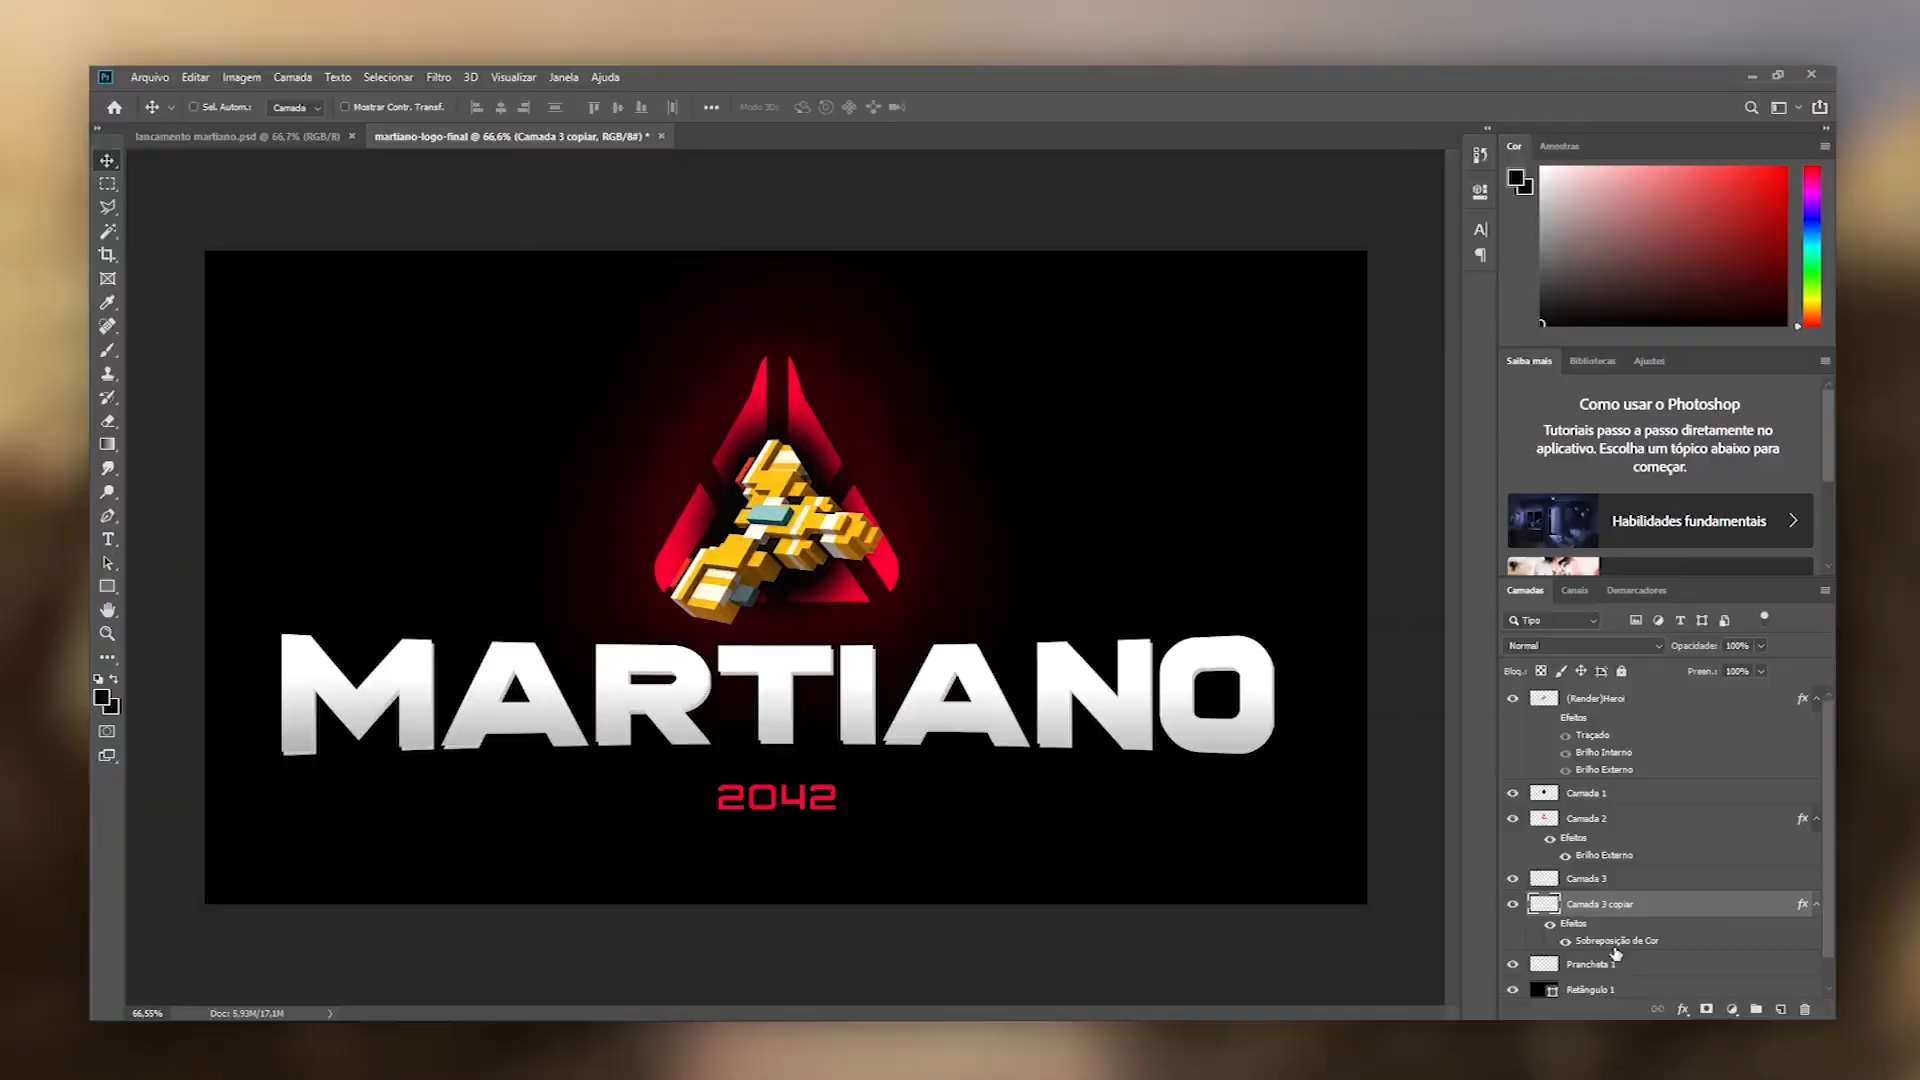 Ps Arquivo Editar Imagem Camada Texto Selecionar Filtro 3D Visualizar Janela Ajuda
Sel. Autom.: Camada Mostrar Contr. Transf. Modo 3D:
lancamento martiano.psd @ 66,7% (RGB/8) × martiano-logo-final @ 66,6% (Camada 3 copiar, RGB/8#) * ×
Cor Amostras
Saiba mais Bibliotecas Ajustes
Como usar o Photoshop
Tutoriais passo a passo diretamente no
aplicativo. Escolha um tópico abaixo para
começar.
Habilidades fundamentais
MARTIANO
2042
Camadas Canais Demarcadores
Tipo
Normal Opacidade: 100%
Bloq.: Preen.: 100%
(Render)Heroi fx
Efeitos
Traçado
Brilho Interno
Brilho Externo
Camada 1
Camada 2 fx
Efeitos
Brilho Externo
Camada 3
Camada 3 copiar fx
Efeitos
Sobreposição de Cor
Prancheta 1
Retângulo 1
66,55% Doc: 5,93M/17,1M
fx